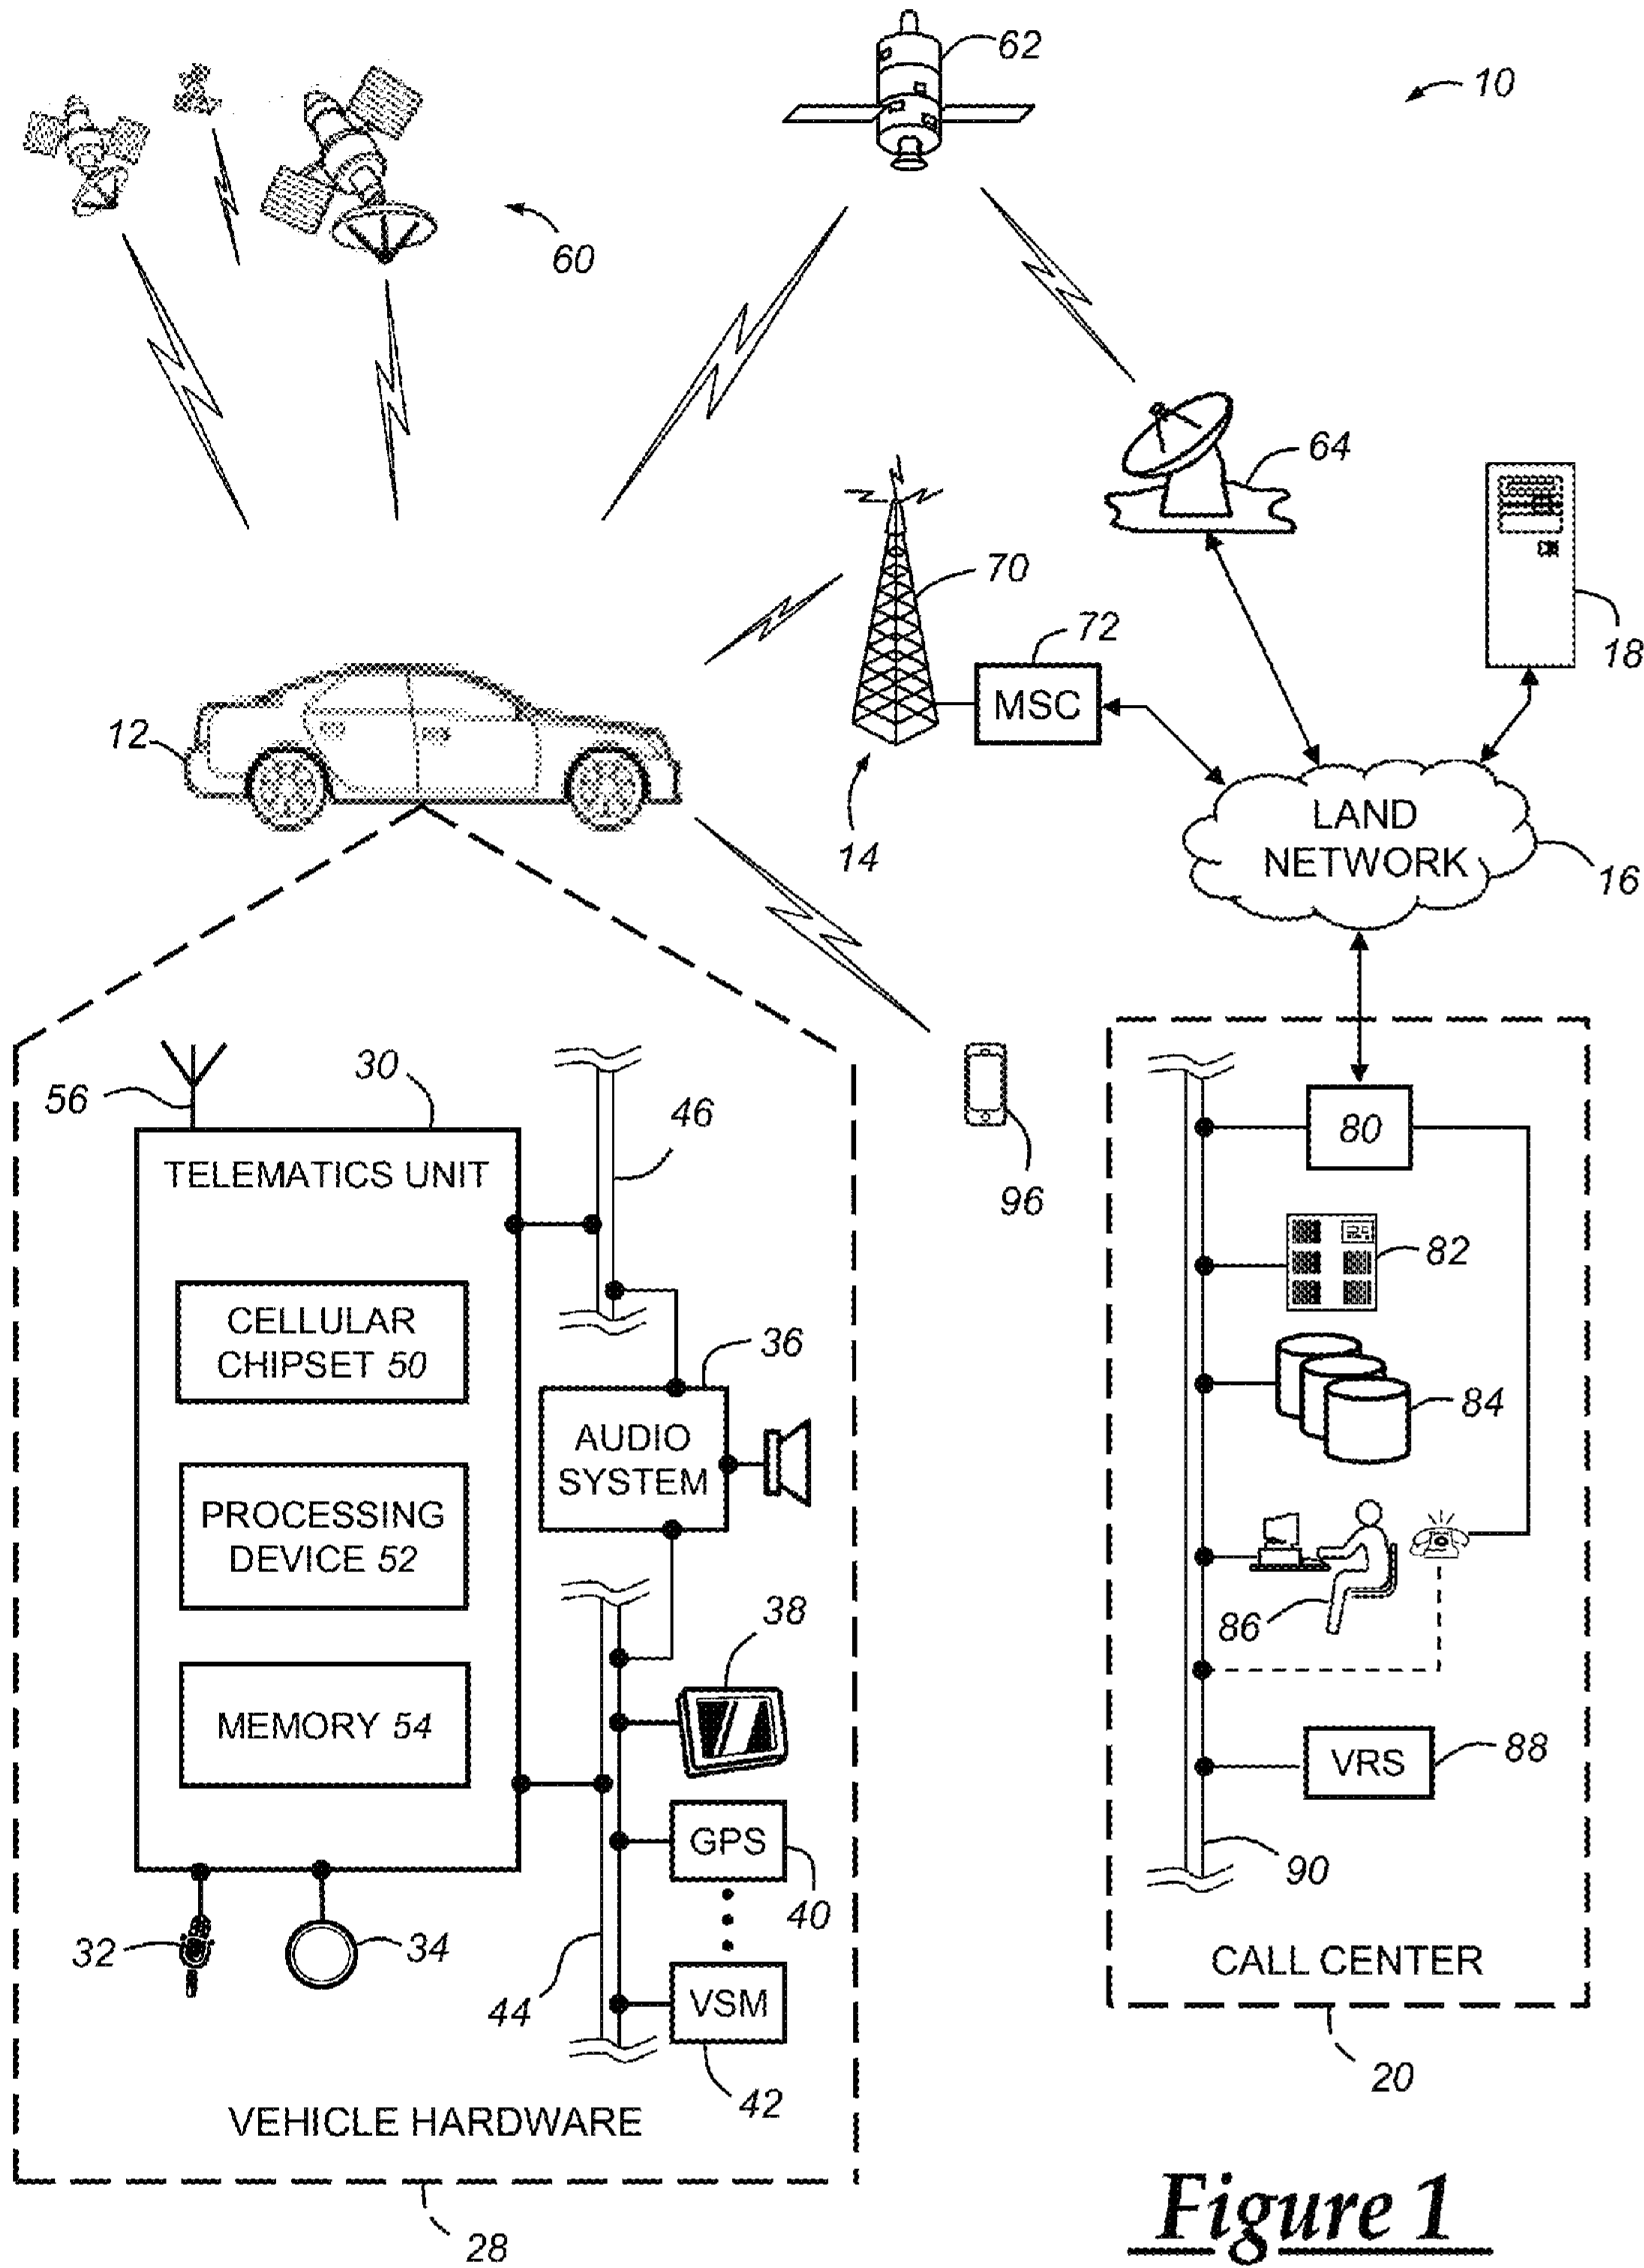 62
10
60
64
70
18
72
MSC
12
14
LAND
NETWORK
16
56
30
46
96
TELEMATICS UNIT
CELLULAR
CHIPSET 50
36
AUDIO
SYSTEM
PROCESSING
DEVICE 52
38
MEMORY 54
GPS
40
32
34
44
VSM
42
VEHICLE HARDWARE
28
80
82
84
86
VRS
88
90
CALL CENTER
20
Figure 1